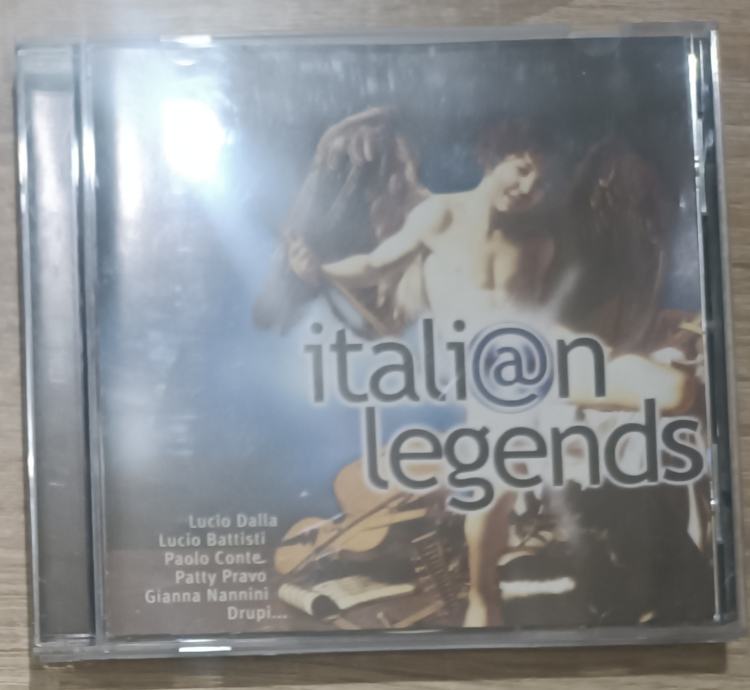 itali@n
legends
Lucio Dalla
Lucio Battisti
Paolo Conte
Patty Pravo
Gianna Nannini
Drupi...